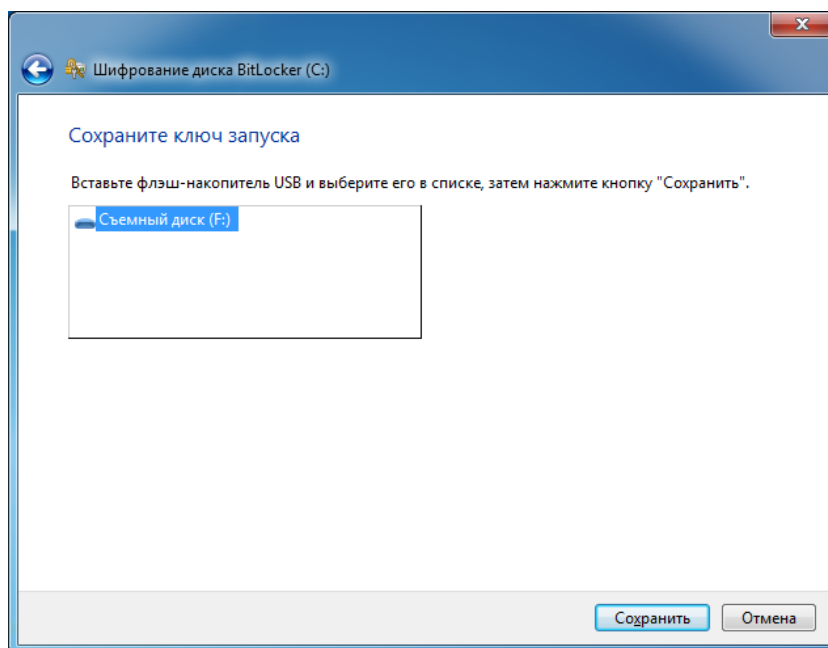 Шифрование диска BitLocker (C:)
Сохраните ключ запуска
Вставьте флэш-накопитель USB и выберите его в списке, затем нажмите кнопку "Сохранить".
Съемный диск (F:)
Сохранить
Отмена